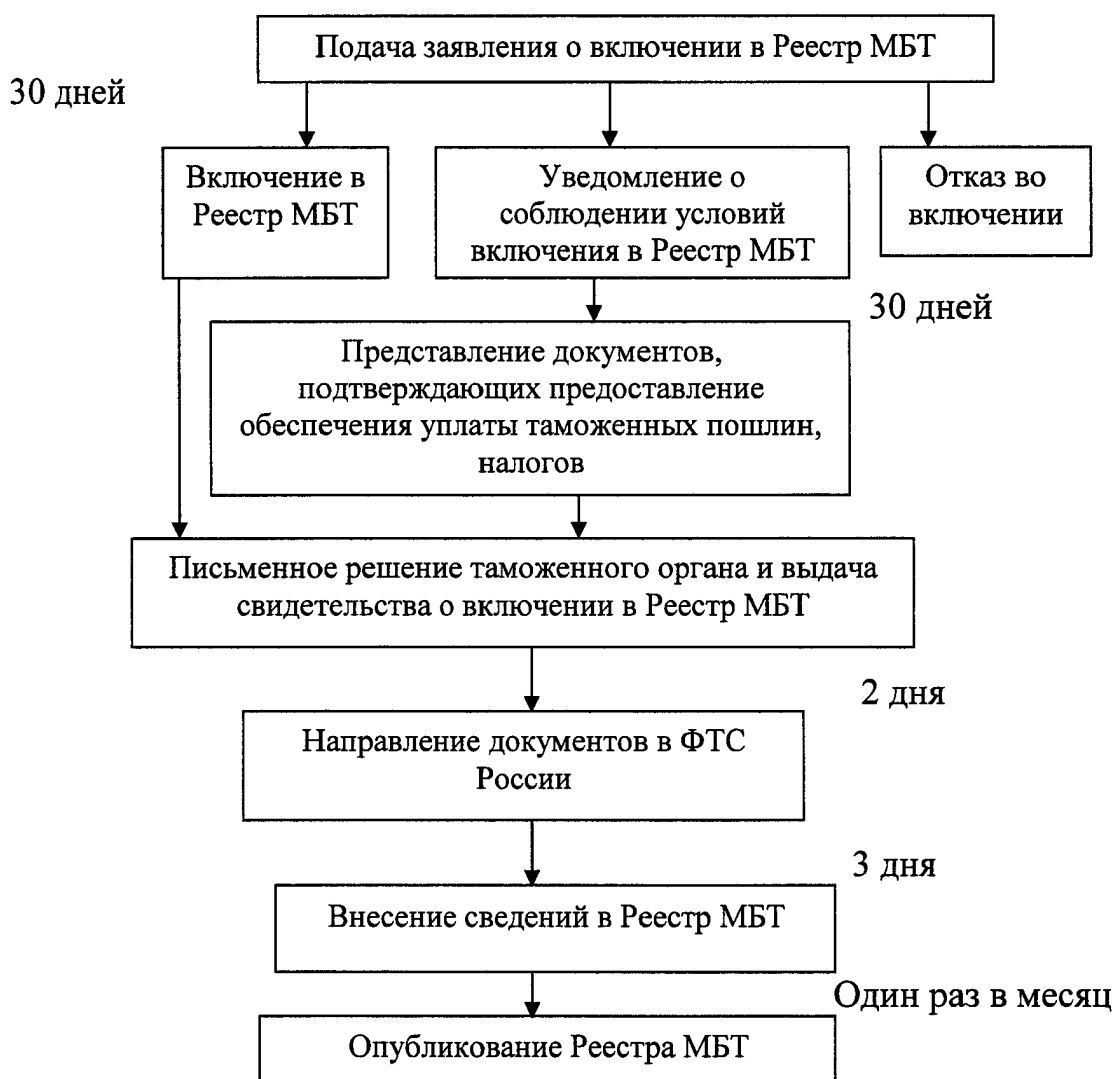 Подача заявления о включении в Реестр МБТ
30 дней
Включение в
Реестр МБТ
Уведомление о
соблюдении условий
включения в Реестр МБТ
Отказ во
включении
30 дней
Представление документов,
подтверждающих предоставление
обеспечения уплаты таможенных пошлин,
налогов
Письменное решение таможенного органа и выдача
свидетельства о включении в Реестр МБТ
2 дня
Направление документов в ФТС
России
3 дня
Внесение сведений в Реестр МБТ
Один раз в месяц
Опубликование Реестра МБТ